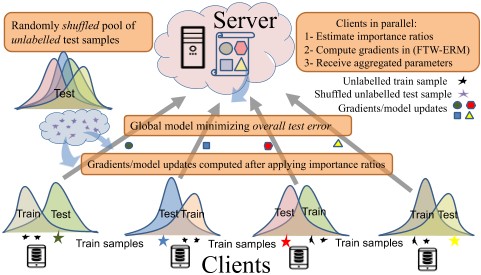 Randomly shuffled pool of
unlabelled test samples
Server
Clients in parallel:
1- Estimate importance ratios
2- Compute gradients in (FTW-ERM)
3- Receive aggregated parameters
Unlabelled train sample
Shuffled unlabelled test sample
Gradients/model updates
Test
Global model minimizing overall test error
Gradients/model updates computed after applying importance ratios
Train Test
Test Train
Test Train
Train Test
Train samples
Train samples
Train samples
Clients